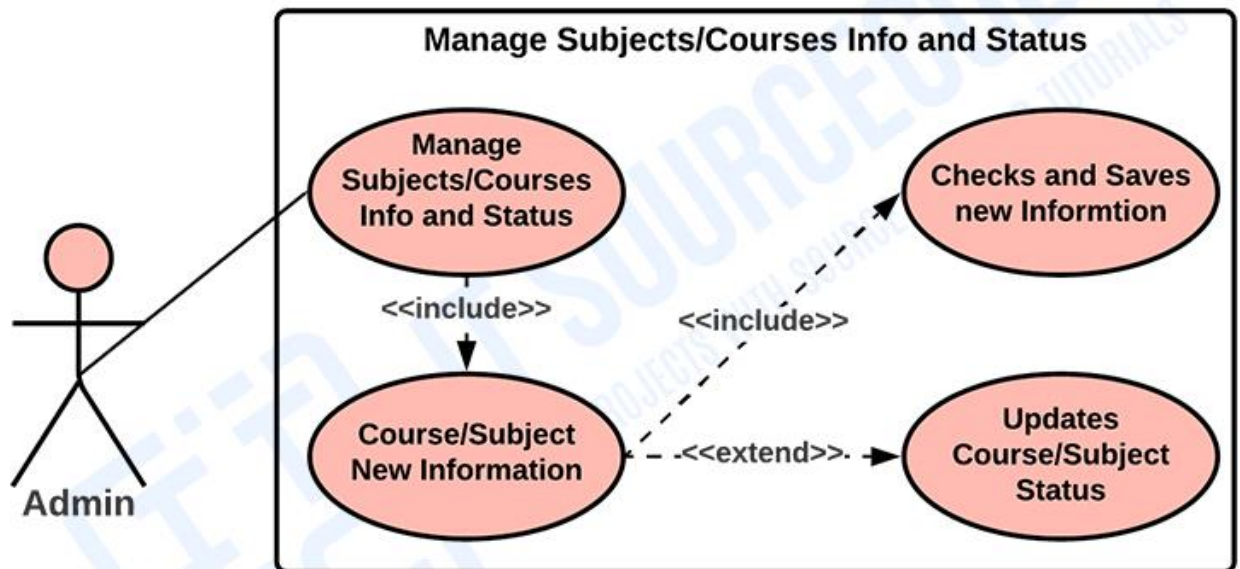 Manage Subjects/Courses Info and Status
Manage
Subjects/Courses
Info and Status
Checks and Saves
new Informtion
<<include>>
<<include>>
Course/Subject
New Information
<<extend>>
Updates
Course/Subject
Status
Admin